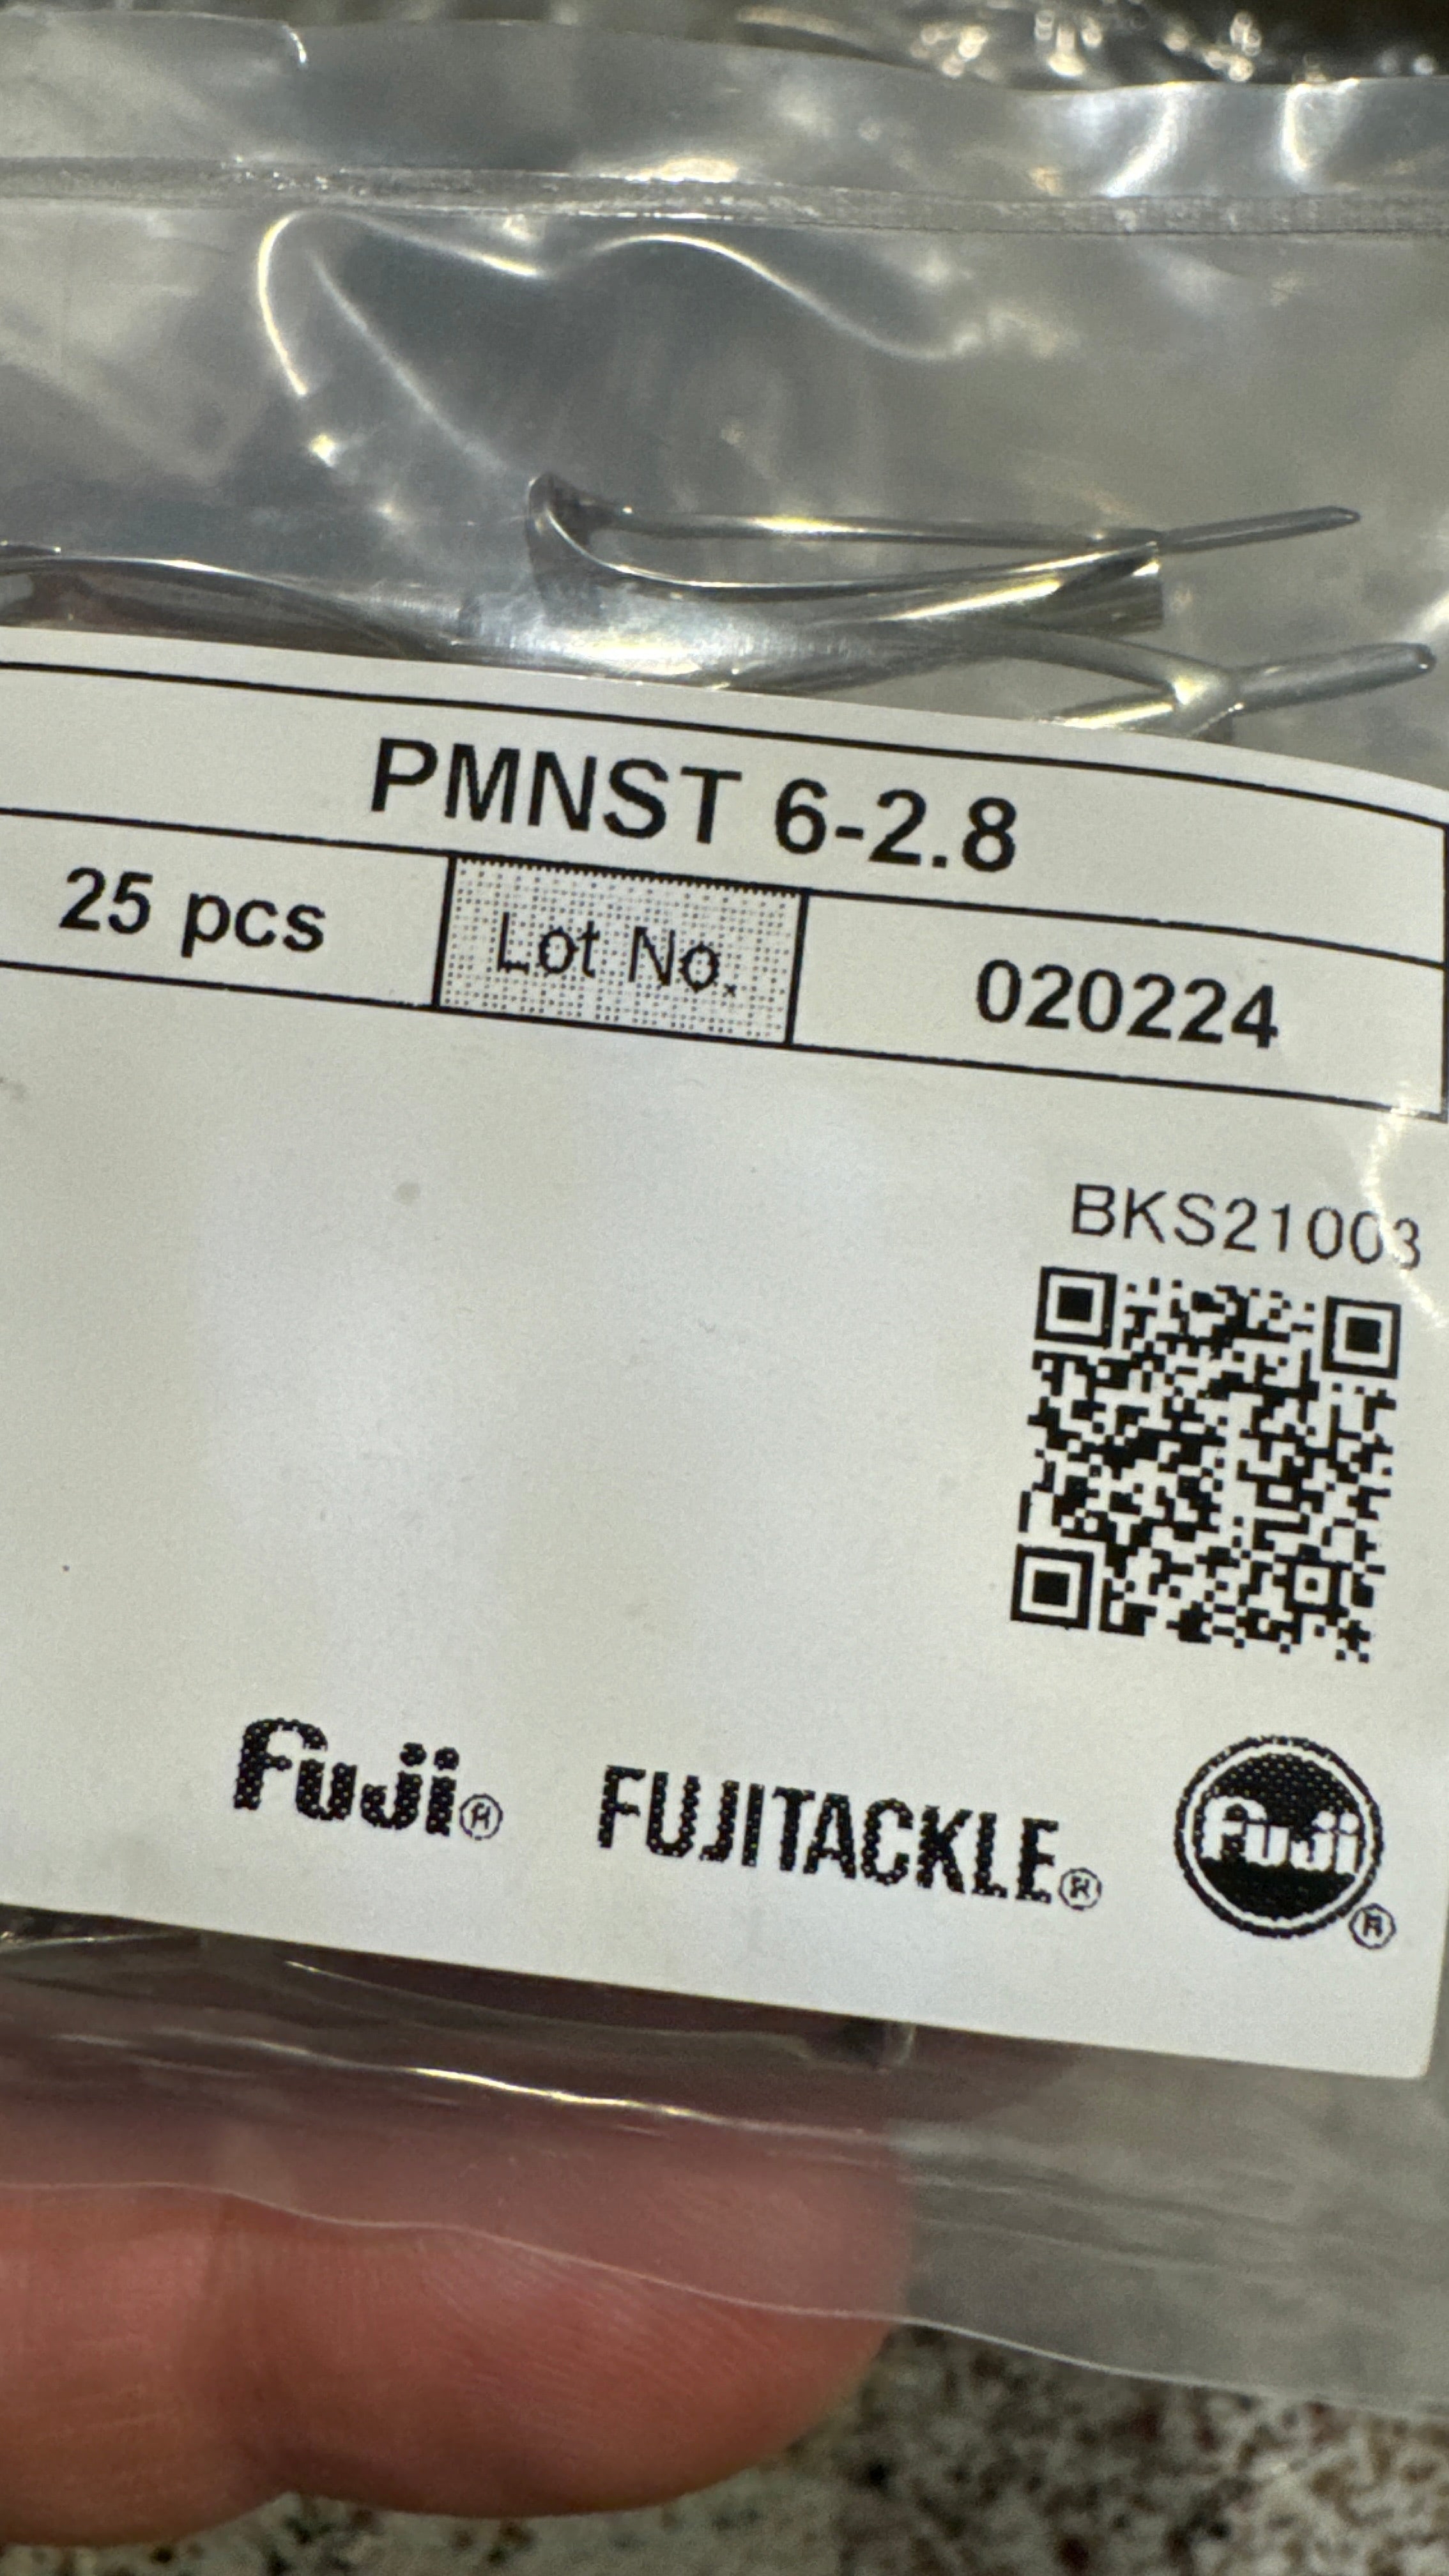 PMNST 6-2.8
25 pcs Lot No. 020224
BKS21003
Fuji® FUJITACKLE® Fuji®